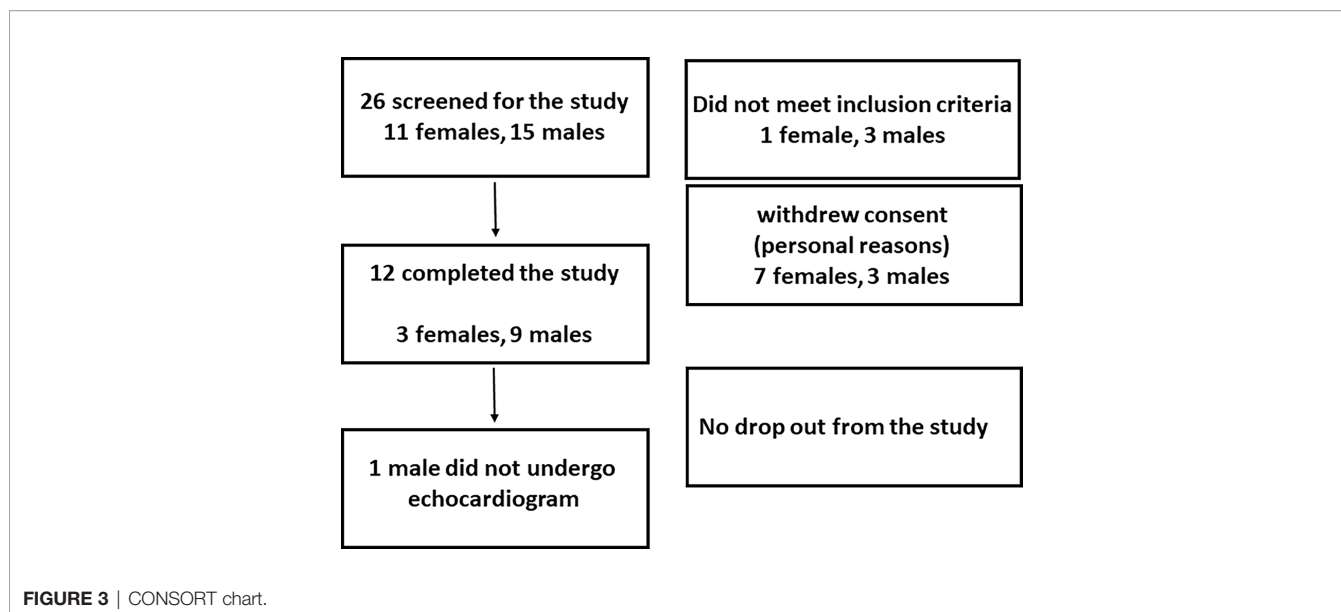 26 screened for the study
11 females, 15 males
Did not meet inclusion criteria
1 female, 3 males
withdrew consent
(personal reasons)
7 females, 3 males
12 completed the study
3 females, 9 males
No drop out from the study
1 male did not undergo
echocardiogram
FIGURE 3 | CONSORT chart.